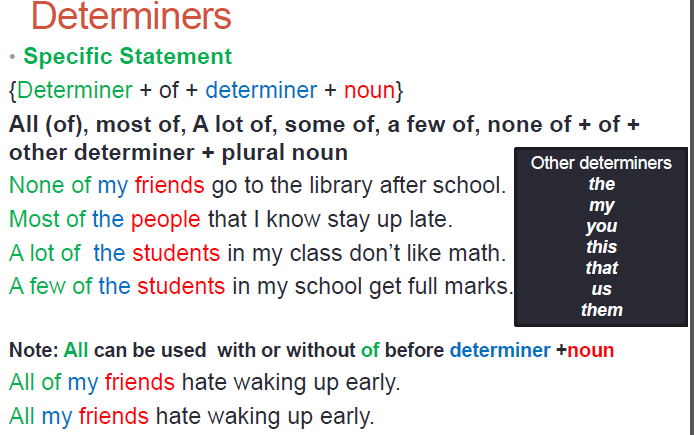 Determiners
• Specific Statement
{Determiner + of + determiner + noun}
All (of), most of, A lot of, some of, a few of, none of + of +
other determiner + plural noun
None of my friends go to the library after school.
Most of the people that I know stay up late.
A lot of the students in my class don't like math.
A few of the students in my school get full marks.
Other determiners
the
my
you
this
that
us
them
Note: All can be used with or without of before determiner +noun
All of my friends hate waking up early.
All my friends hate waking up early.